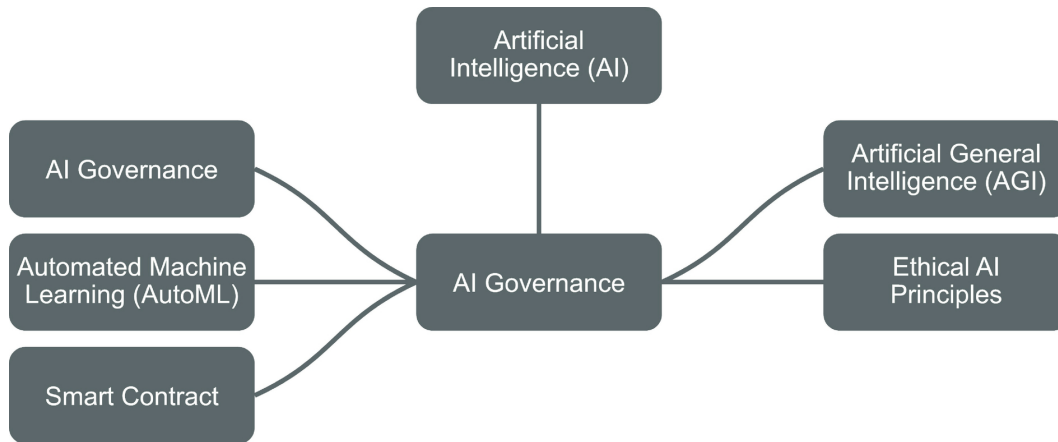 Artificial
Intelligence (AI)
AI Governance
Automated Machine
Learning (AutoML)
Smart Contract
AI Governance
Artificial General
Intelligence (AGI)
Ethical AI
Principles